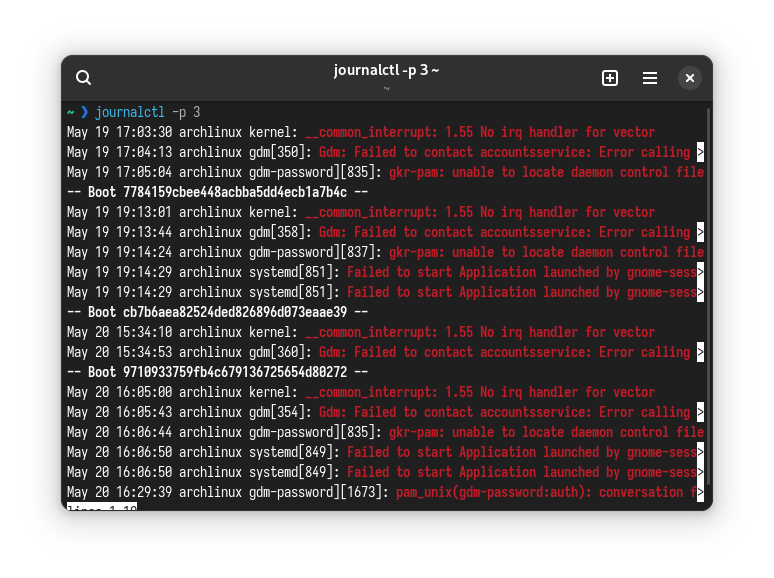 journalctl -p 3 ~
~
~ ❯ journalctl -p 3
May 19 17:03:30 archlinux kernel: __common_interrupt: 1.55 No irq handler for vector
May 19 17:04:13 archlinux gdm[350]: Gdm: Failed to contact accountsservice: Error calling >
May 19 17:05:04 archlinux gdm-password][835]: gkr-pam: unable to locate daemon control file
-- Boot 7784159cbee448acbba5dd4ecb1a7b4c --
May 19 19:13:01 archlinux kernel: __common_interrupt: 1.55 No irq handler for vector
May 19 19:13:44 archlinux gdm[358]: Gdm: Failed to contact accountsservice: Error calling >
May 19 19:14:24 archlinux gdm-password][837]: gkr-pam: unable to locate daemon control file
May 19 19:14:29 archlinux systemd[851]: Failed to start Application launched by gnome-sess>
May 19 19:14:29 archlinux systemd[851]: Failed to start Application launched by gnome-sess>
-- Boot cb7b6aea82524ded826896d073eaae39 --
May 20 15:34:10 archlinux kernel: __common_interrupt: 1.55 No irq handler for vector
May 20 15:34:53 archlinux gdm[360]: Gdm: Failed to contact accountsservice: Error calling >
-- Boot 9710933759fb4c679136725654d80272 --
May 20 16:05:00 archlinux kernel: __common_interrupt: 1.55 No irq handler for vector
May 20 16:05:43 archlinux gdm[354]: Gdm: Failed to contact accountsservice: Error calling >
May 20 16:06:44 archlinux gdm-password][835]: gkr-pam: unable to locate daemon control file
May 20 16:06:50 archlinux systemd[849]: Failed to start Application launched by gnome-sess>
May 20 16:06:50 archlinux systemd[849]: Failed to start Application launched by gnome-sess>
May 20 16:29:39 archlinux gdm-password][1673]: pam_unix(gdm-password:auth): conversation f>
lines 1-19